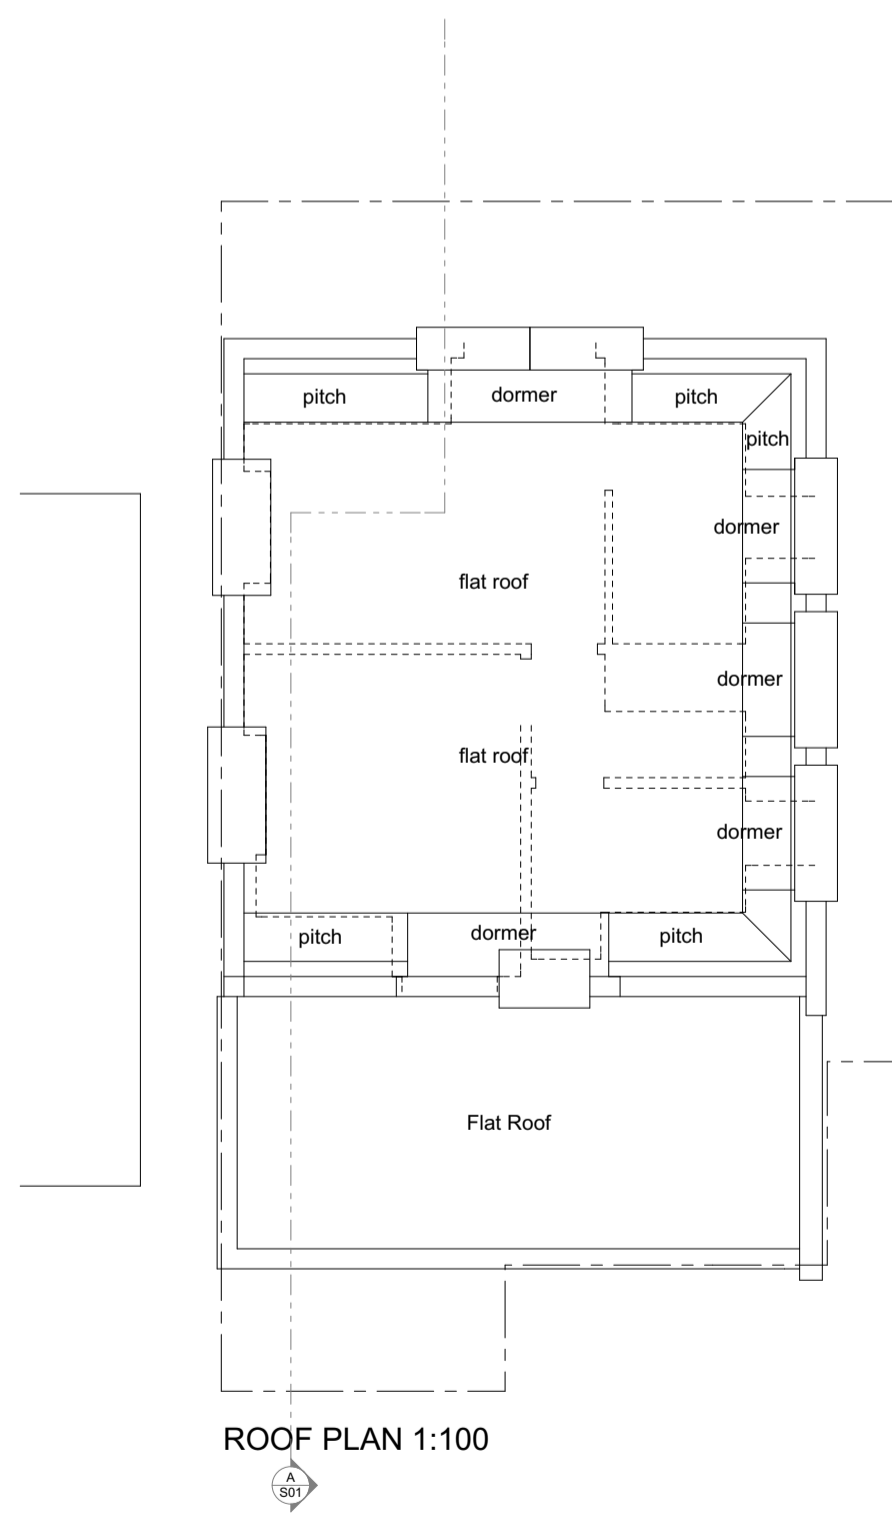 pitch
dormer
pitch
pitch
dormer
flat roof
dormer
flat roof
dormer
pitch
dormer
pitch
Flat Roof
ROOF PLAN 1:100
A
S01